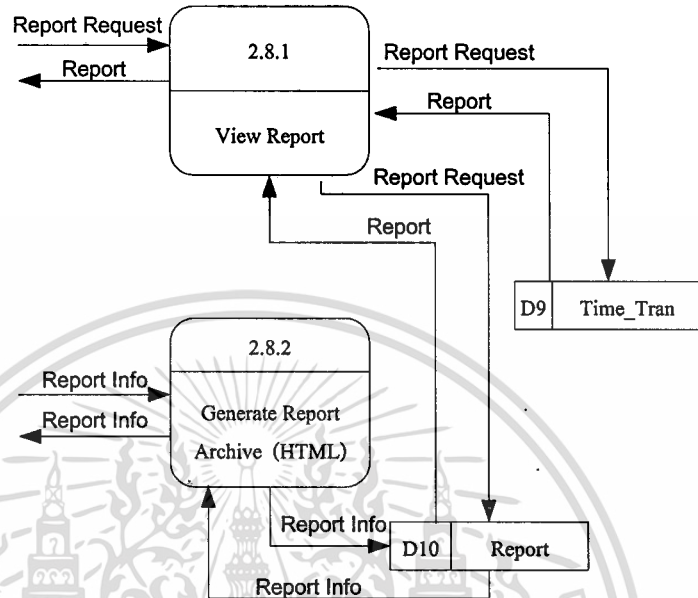 Report Request
Report
2.8.1
View Report
Report Request
Report
Report Request
Report
D9 Time_Tran
2.8.2
Generate Report
Archive (HTML)
Report Info
Report Info
Report Info
D10 Report
Report Info